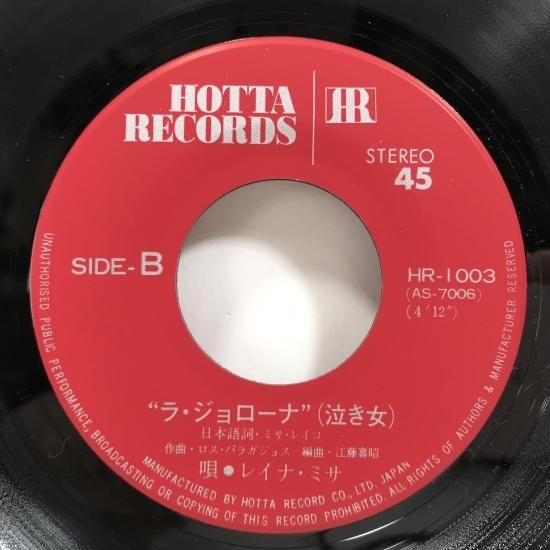 HOTTA
RECORDS
HR
STEREO
45
SIDE-B
HR-1003
(AS-7006)
(4'12")
"ラ・ジョローナ"(泣き女)
日本語詞・ミサ・レイコ
作曲・ロス・パラガジョス 編曲・江藤喜昭
唄●レイナ・ミサ
MANUFACTURED BY HOTTA RECORD CO., LTD. JAPAN.
UNAUTHORISED PUBLIC PERFORMANCE, BROADCASTING OR COPYING OF THIS RECORD PROHIBITED. ALL RIGHTS OF AUTHORS & MANUFACTURER RESERVED